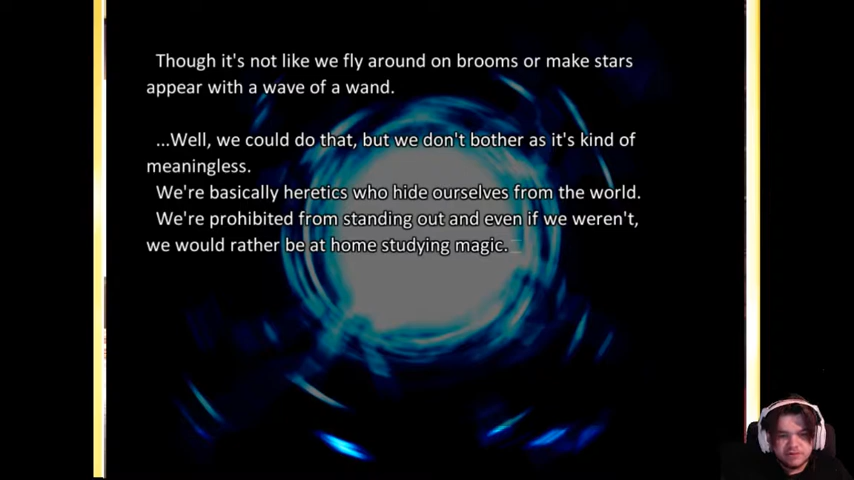 Though it's not like we fly around on brooms or make stars
appear with a wave of a wand.
...Well, we could do that, but we don't bother as it's kind of
meaningless.
We're basically heretics who hide ourselves from the world.
We're prohibited from standing out and even if we weren't,
we would rather be at home studying magic.